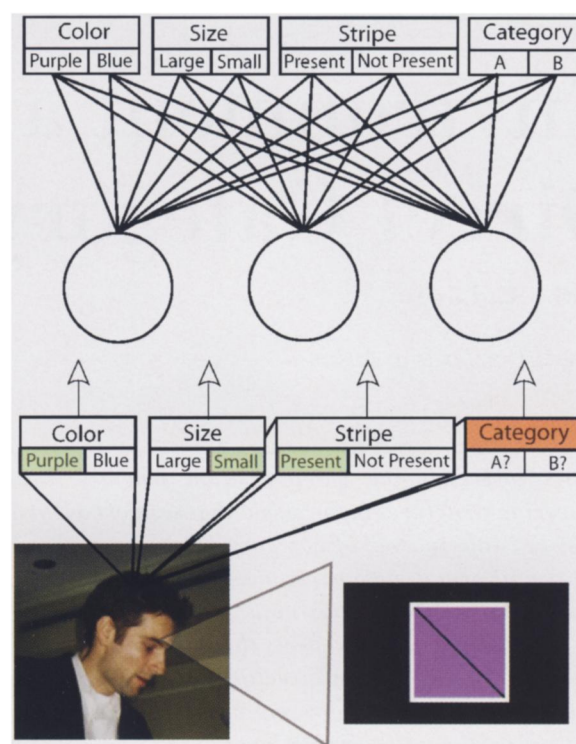 Color Size Stripe Category
Purple Blue Large Small Present Not Present A B
Color Size Stripe Category
Purple Blue Large Small Present Not Present A? B?